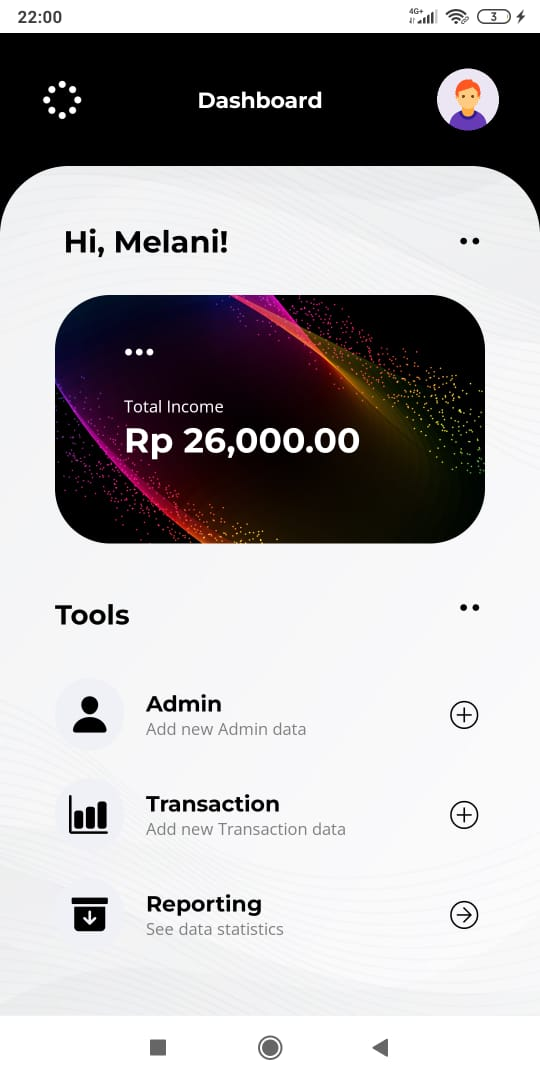 22:00
4G+
3
Dashboard
Hi, Melani!
Total Income
Rp 26,000.00
Tools
Admin
Add new Admin data
Transaction
Add new Transaction data
Reporting
See data statistics